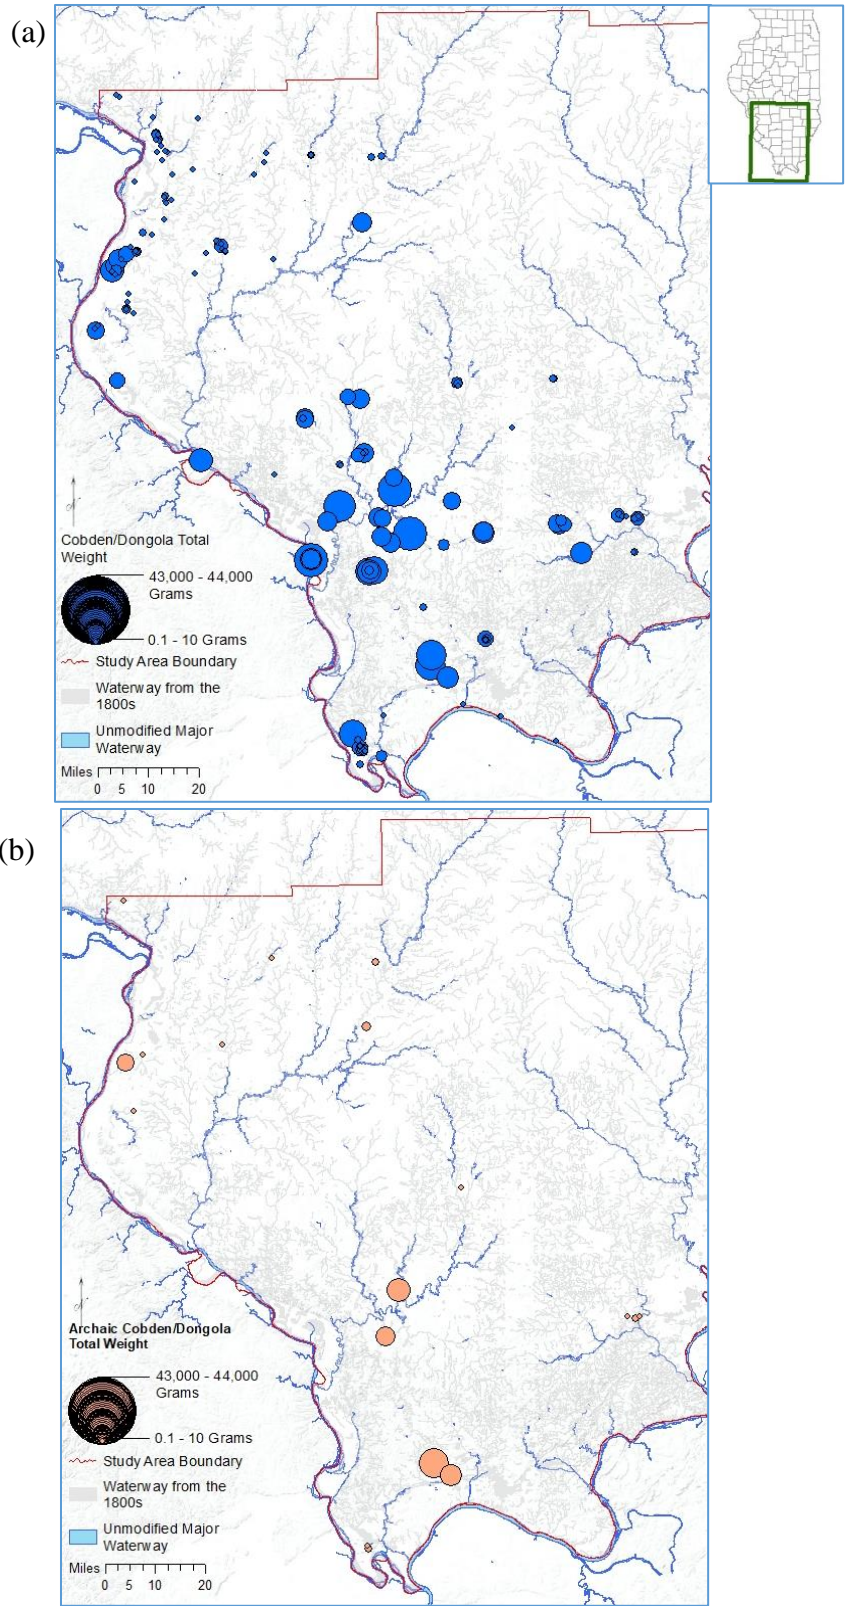 (a)
Cobden/Dongola Total
Weight
43,000 - 44,000
Grams
0.1 - 10 Grams
Study Area Boundary
Waterway from the
1800s
Unmodified Major
Waterway
Miles
0 5 10 20
(b)
Archaic Cobden/Dongola
Total Weight
43,000 - 44,000
Grams
0.1 - 10 Grams
Study Area Boundary
Waterway from the
1800s
Unmodified Major
Waterway
Miles
0 5 10 20